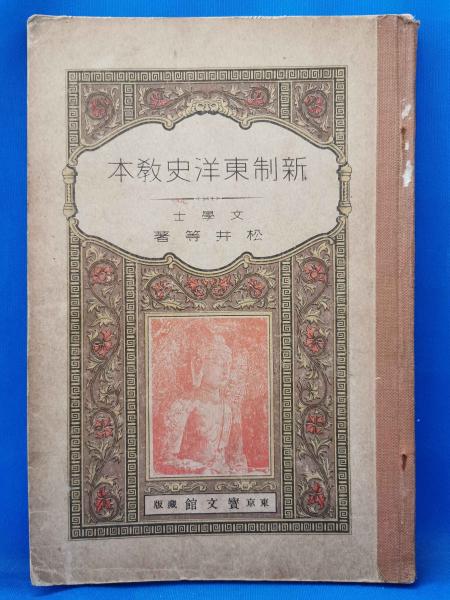 新制東洋史教本
文學士
松井等著
東京寶文館藏版